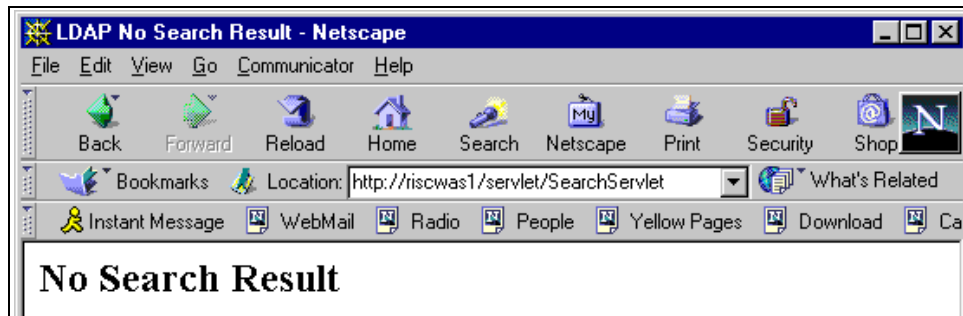 LDAP No Search Result - Netscape
File Edit View Go Communicator Help
My N
Back Forward Reload Home Search Netscape Print Security Shop
Bookmarks Location: http://riscwas1/servlet/SearchServlet What's Related
Instant Message WebMail Radio People Yellow Pages Download Ca
No Search Result